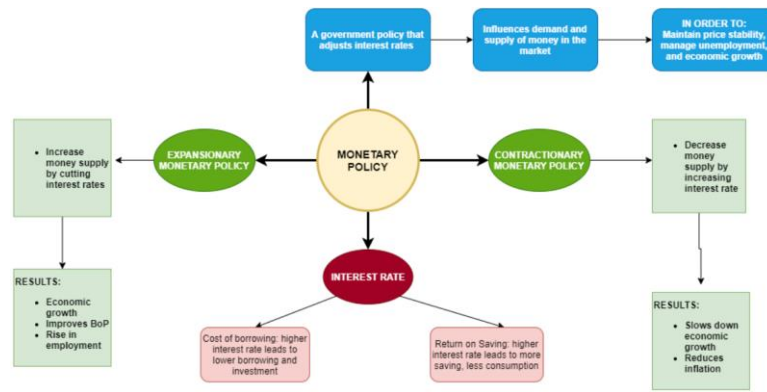 A government policy that
adjusts interest rates
Influences demand and
supply of money in the
market
IN ORDER TO:
Maintain price stability,
manage unemployment,
and economic growth
• Increase
money supply
by cutting
interest rates
EXPANSIONARY
MONETARY POLICY
MONETARY
POLICY
CONTRACTIONARY
MONETARY POLICY
• Decrease
money
supply by
increasing
interest rate
INTEREST RATE
RESULTS:
• Economic
growth
• Improves BoP
• Rise in
employment
Cost of borrowing: higher
interest rate leads to
lower borrowing and
investment
Return on Saving: higher
interest rate leads to more
saving, less consumption
RESULTS:
• Slows down
economic
growth
• Reduces
inflation